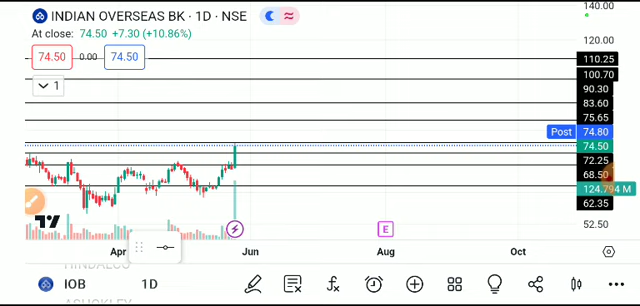 INDIAN OVERSEAS BK · 1D · NSE
At close: 74.50 +7.30 (+10.86%)
74.50 0.00 74.50
1
140.00
120.00
110.25
100.70
90.30
83.60
75.65
Post 74.80
74.50
72.25
68.50
124.794 M
62.35
52.50
E
Apr Jun Aug Oct
HINDALCO
IOB 1D
ASHOKLEY